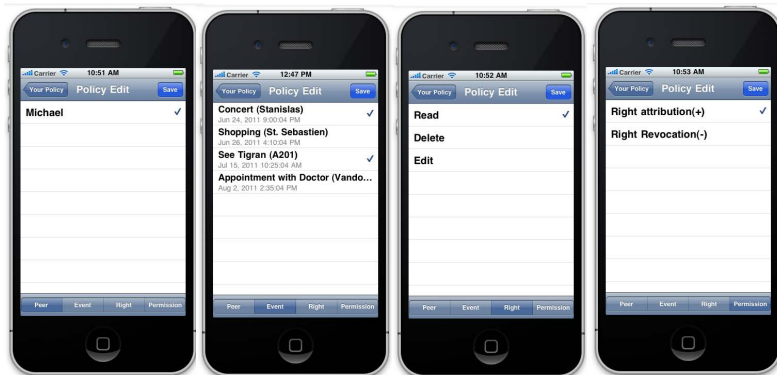 Carrier 10:51 AM
Your Policy Policy Edit Save
Michael
Peer Event Right Permission
Carrier 12:47 PM
Your Policy Policy Edit Save
Concert (Stanislas)
Jun 24, 2011 9:00:04 PM
Shopping (St. Sebastien)
Jun 26, 2011 4:10:04 PM
See Tigran (A201)
Jul 15, 2011 10:25:04 AM
Appointment with Doctor (Vando...
Aug 2, 2011 2:35:04 PM
Peer Event Right Permission
Carrier 10:52 AM
Your Policy Policy Edit Save
Read
Delete
Edit
Peer Event Right Permission
Carrier 10:53 AM
Your Policy Policy Edit Save
Right attribution(+)
Right Revocation(-)
Peer Event Right Permission